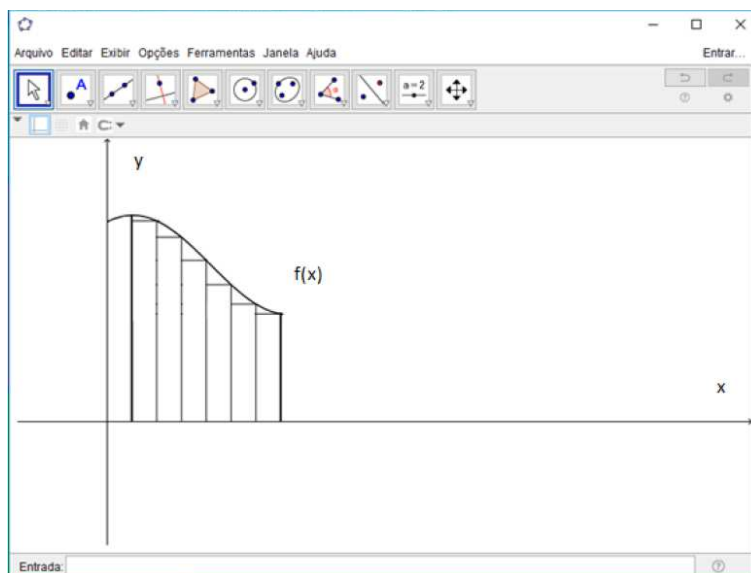 Arquivo Editar Exibir Opções Ferramentas Janela Ajuda Entrar...
A a=2
y
f(x)
x
Entrada: